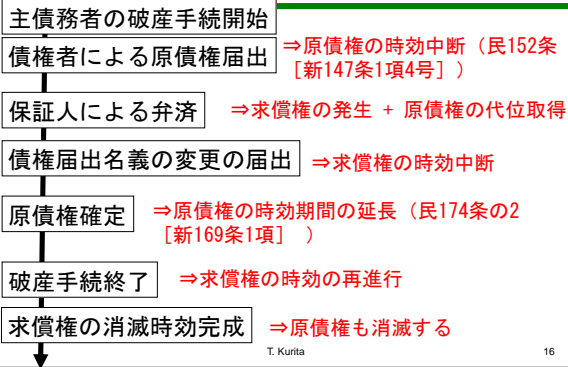 主債務者の破産手続開始
債権者による原債権届出
⇒原債権の時効中断（民152条
［新147条1項4号］）
保証人による弁済
⇒求償権の発生 + 原債権の代位取得
債権届出名義の変更の届出
⇒求償権の時効中断
原債権確定
⇒原債権の時効期間の延長（民174条の2
［新169条1項］ ）
破産手続終了
⇒求償権の時効の再進行
求償権の消滅時効完成
⇒原債権も消滅する
T. Kurita
16